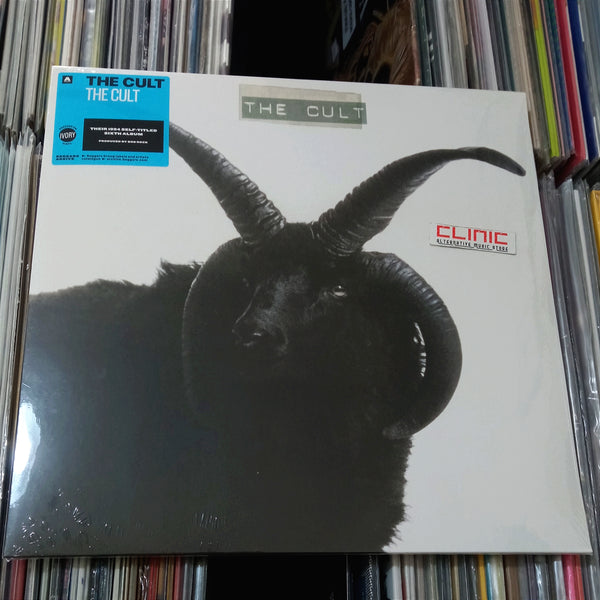 THE CULT
THE CULT
IVORY
THEIR 1994 SELF-TITLED
SIXTH ALBUM
PRODUCED BY BOB ROCK
THE CULT
CLINIC
ALTERNATIVE MUSIC STORE